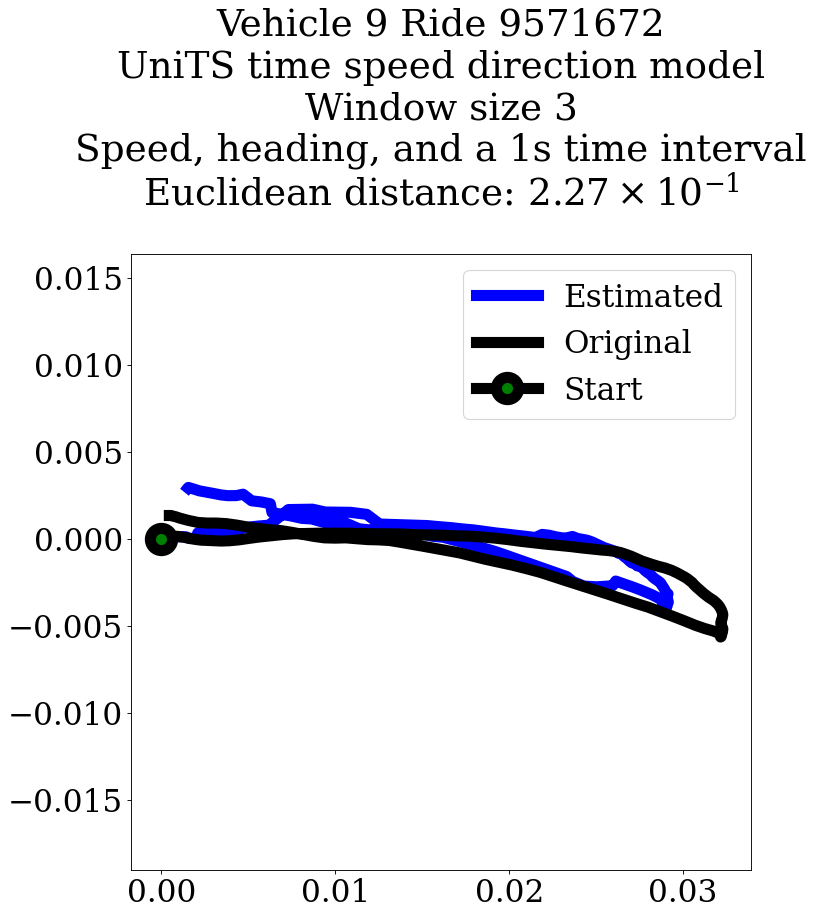 Vehicle 9 Ride 9571672
UniTS time speed direction model
Window size 3
Speed, heading, and a 1s time interval
Euclidean distance: 2.27 × 10⁻¹
Estimated
Original
Start
0.015
0.010
0.005
0.000
−0.005
−0.010
−0.015
0.00 0.01 0.02 0.03